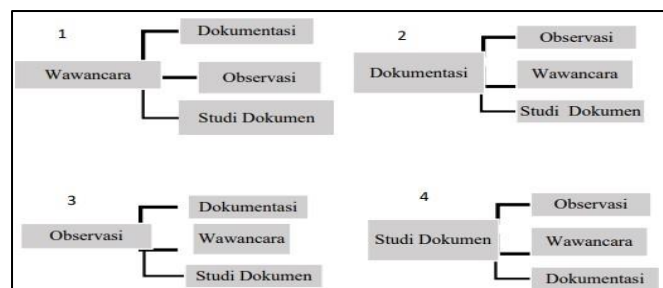 1
Dokumentasi
Wawancara
Observasi
Studi Dokumen
2
Observasi
Dokumentasi
Wawancara
Studi Dokumen
3
Dokumentasi
Observasi
Wawancara
Studi Dokumen
4
Observasi
Studi Dokumen
Wawancara
Dokumentasi